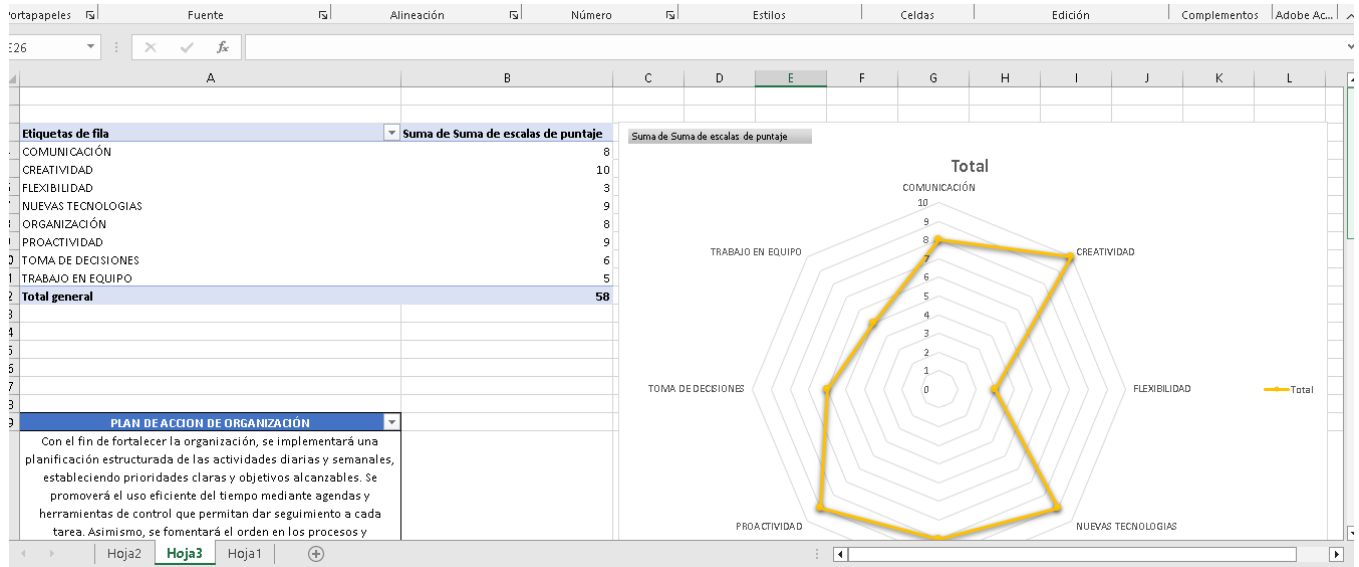 Portapapeles Fuente Alineación Número Estilos Celdas Edición Complementos Adobe Ac...
E26 fx
A B C D E F G H I J K L
Etiquetas de fila Suma de Suma de escalas de puntaje
COMUNICACIÓN 8
CREATIVIDAD 10
FLEXIBILIDAD 3
NUEVAS TECNOLOGIAS 9
ORGANIZACIÓN 8
PROACTIVIDAD 9
TOMA DE DECISIONES 6
TRABAJO EN EQUIPO 5
Total general 58
PLAN DE ACCION DE ORGANIZACIÓN
Con el fin de fortalecer la organización, se implementará una
planificación estructurada de las actividades diarias y semanales,
estableciendo prioridades claras y objetivos alcanzables. Se
promoverá el uso eficiente del tiempo mediante agendas y
herramientas de control que permitan dar seguimiento a cada
tarea. Asimismo, se fomentará el orden en los procesos y
Suma de Suma de escalas de puntaje
Total
COMUNICACIÓN
10
9
8
7
6
5
4
3
2
1
0
TRABAJO EN EQUIPO
CREATIVIDAD
TOMA DE DECISIONES
FLEXIBILIDAD
Total
PROACTIVIDAD
NUEVAS TECNOLOGIAS
Hoja2 Hoja3 Hoja1